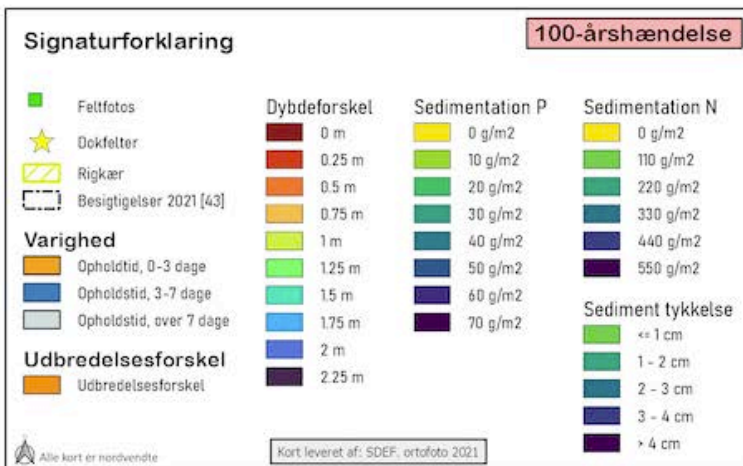 Signaturforklaring
100-årshændelse
Feltfotos
Dokfelter
Rigkær
Besigtigelser 2021 [43]
Varighed
Opholdtid, 0-3 dage
Opholdstid, 3-7 dage
Opholdstid, over 7 dage
Udbredelsesforskel
Udbredelsesforskel
Alle kort er nordvendte
Dybdeforskel
0 m
0.25 m
0.5 m
0.75 m
1 m
1.25 m
1.5 m
1.75 m
2 m
2.25 m
Sedimentation P
0 g/m2
10 g/m2
20 g/m2
30 g/m2
40 g/m2
50 g/m2
60 g/m2
70 g/m2
Sedimentation N
0 g/m2
110 g/m2
220 g/m2
330 g/m2
440 g/m2
550 g/m2
Sediment tykkelse
<= 1 cm
1 - 2 cm
2 - 3 cm
3 - 4 cm
> 4 cm
Kort leveret af: SDEF, ortofoto 2021